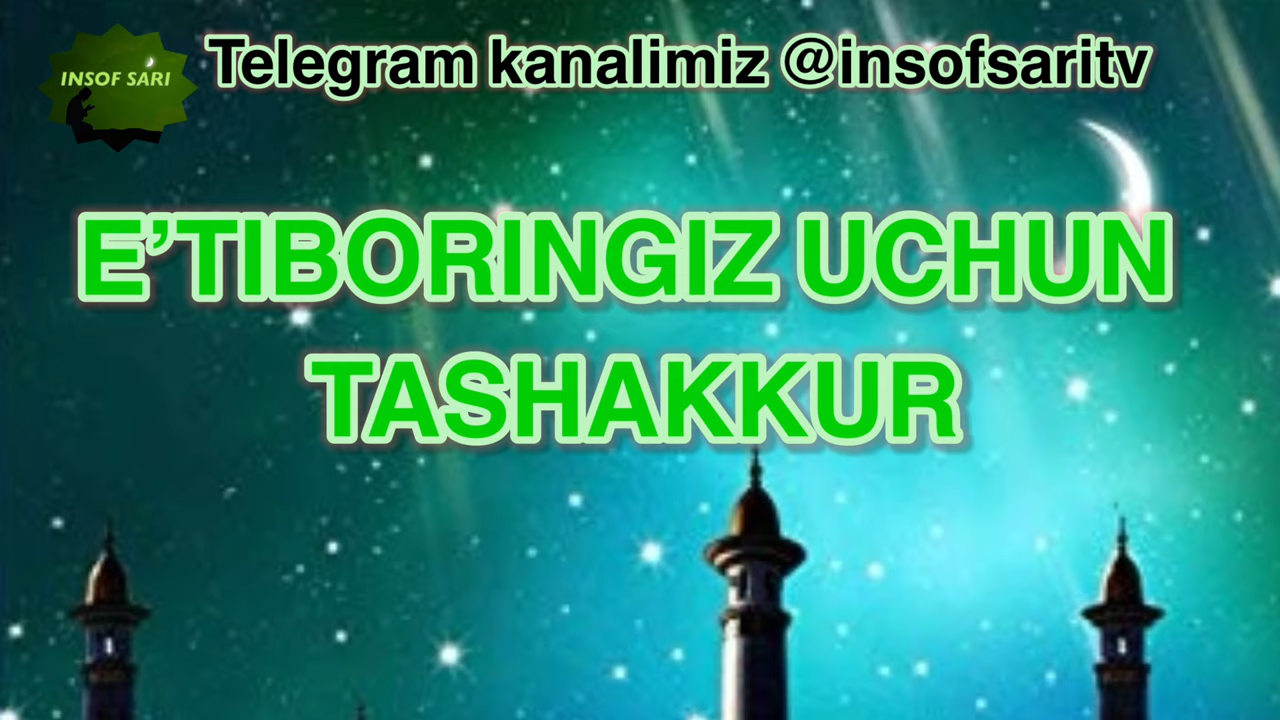 INSOF SARI
Telegram kanalimiz @insofsaritv
E’TIBORINGIZ UCHUN
TASHAKKUR